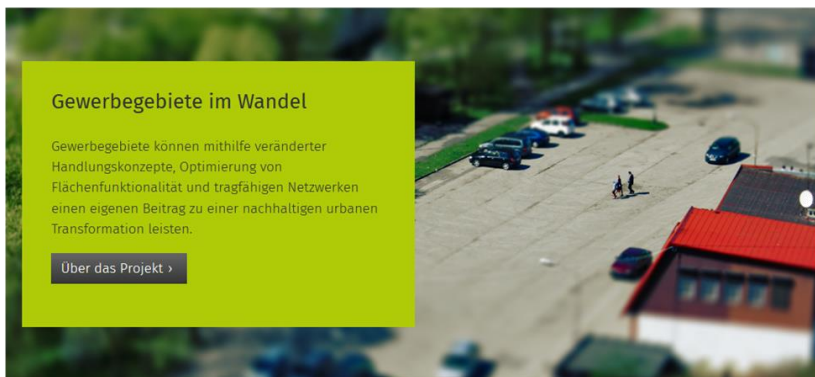 Gewerbegebiete im Wandel
Gewerbegebiete können mithilfe veränderter
Handlungskonzepte, Optimierung von
Flächenfunktionalität und tragfähigen Netzwerken
einen eigenen Beitrag zu einer nachhaltigen urbanen
Transformation leisten.
Über das Projekt ›